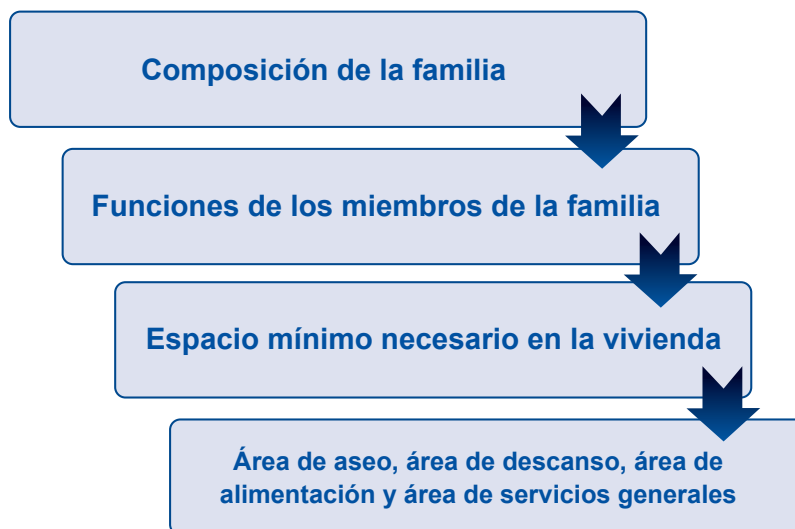 Composición de la familia
Funciones de los miembros de la familia
Espacio mínimo necesario en la vivienda
Área de aseo, área de descanso, área de
alimentación y área de servicios generales